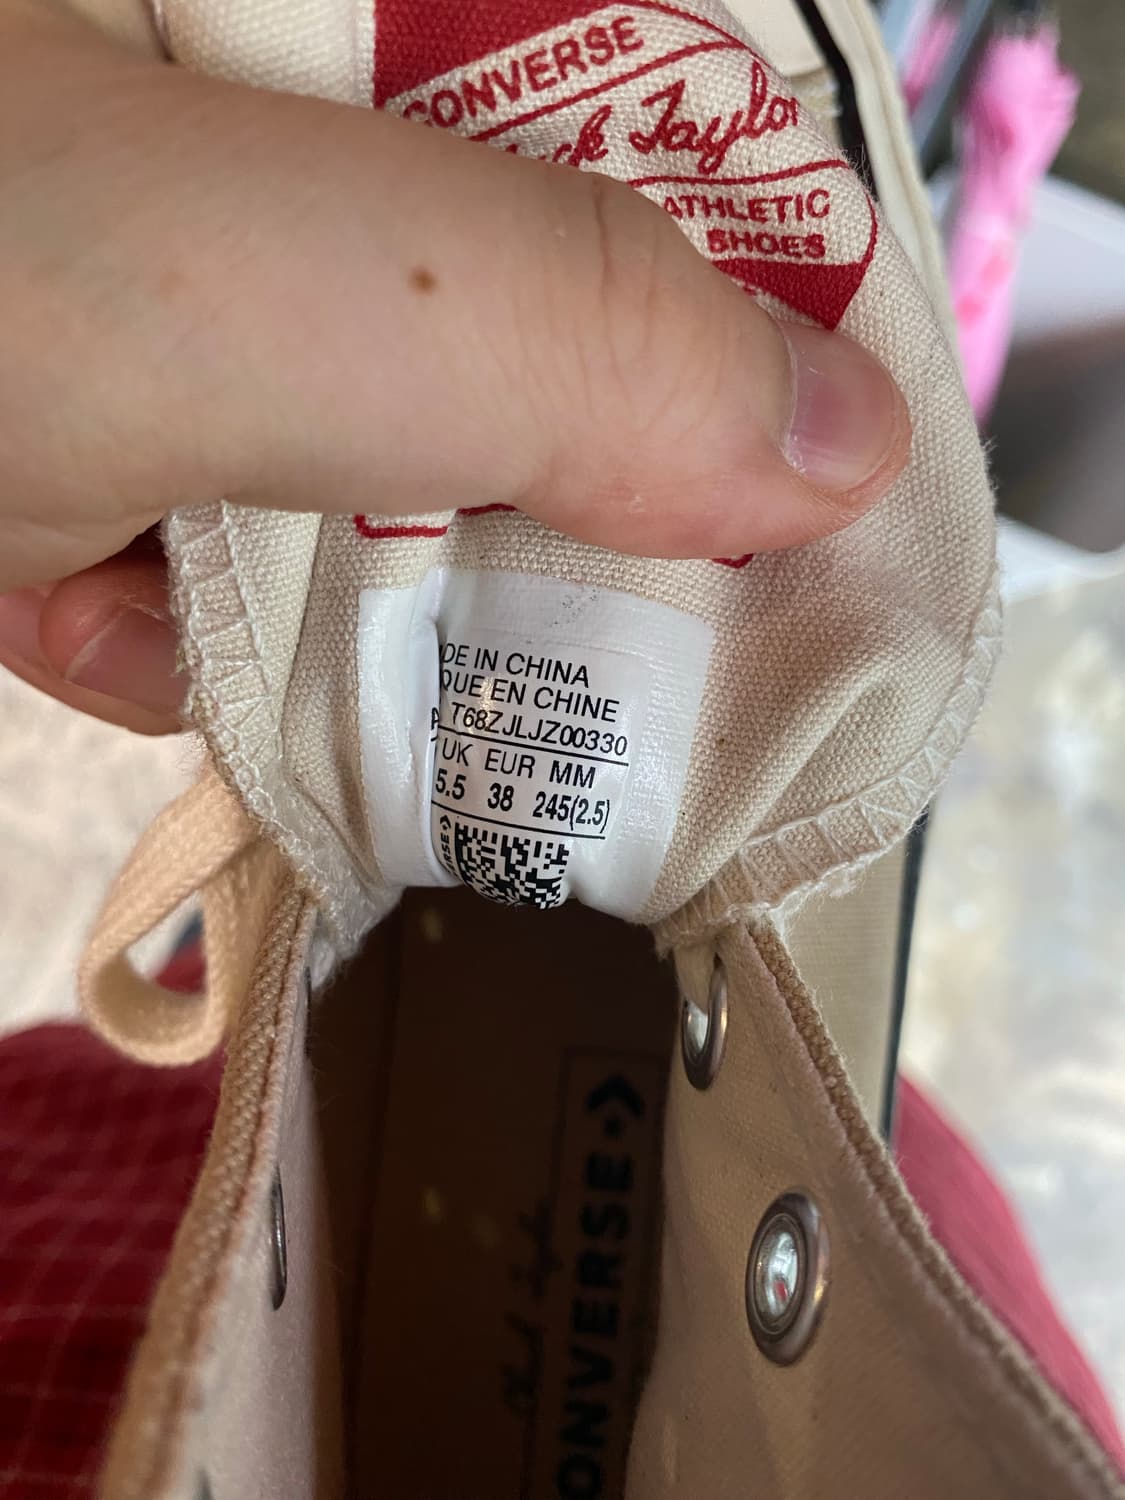 CONVERSE
Taylor
ATHLETIC
SHOES
DE IN CHINA
QUE EN CHINE
T68ZJLJZ00330
UK EUR MM
5.5 38 245(2.5)
RSE
CONVERSE